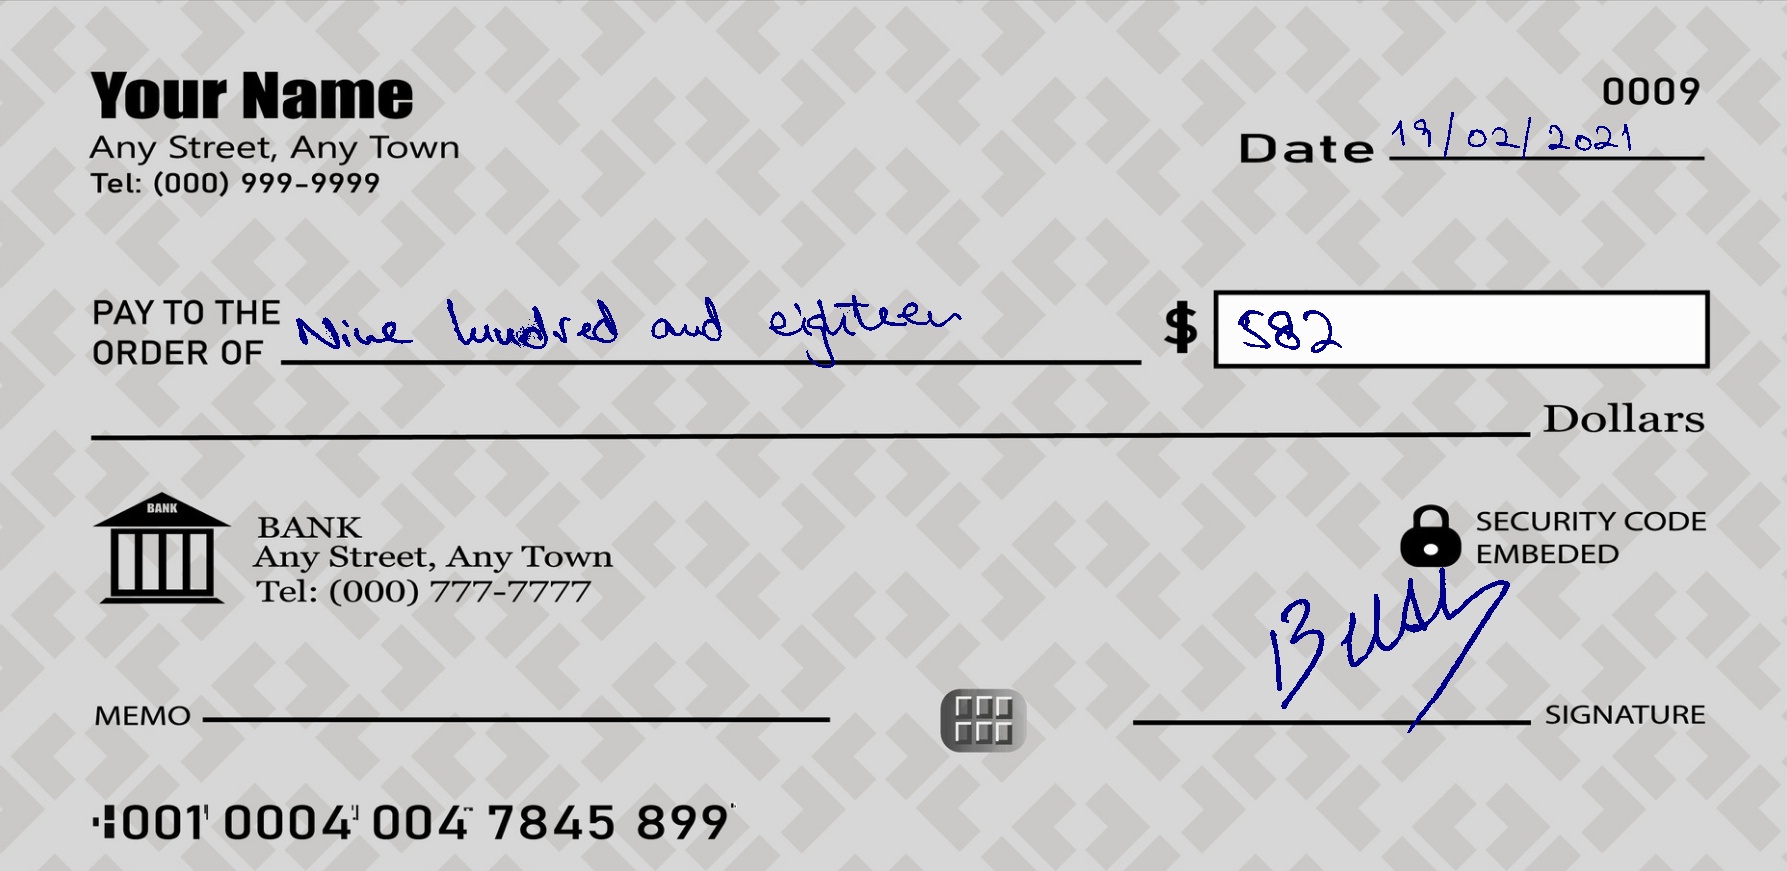 Your Name
0009
Any Street, Any Town
Date 19/02/2021
Tel: (000) 999-9999
PAY TO THE
ORDER OF Nine hundred and eighteen $ 582
Dollars
BANK
SECURITY CODE
EMBEDED
BANK
Any Street, Any Town
Tel: (000) 777-7777
MEMO
SIGNATURE
001 0004 004 7845 899